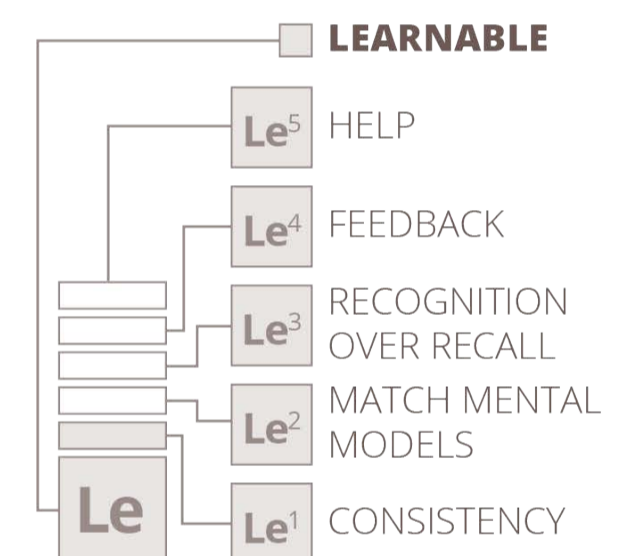 LEARNABLE
Le⁵ HELP
Le⁴ FEEDBACK
Le³ RECOGNITION
OVER RECALL
Le² MATCH MENTAL
MODELS
Le
Le¹ CONSISTENCY